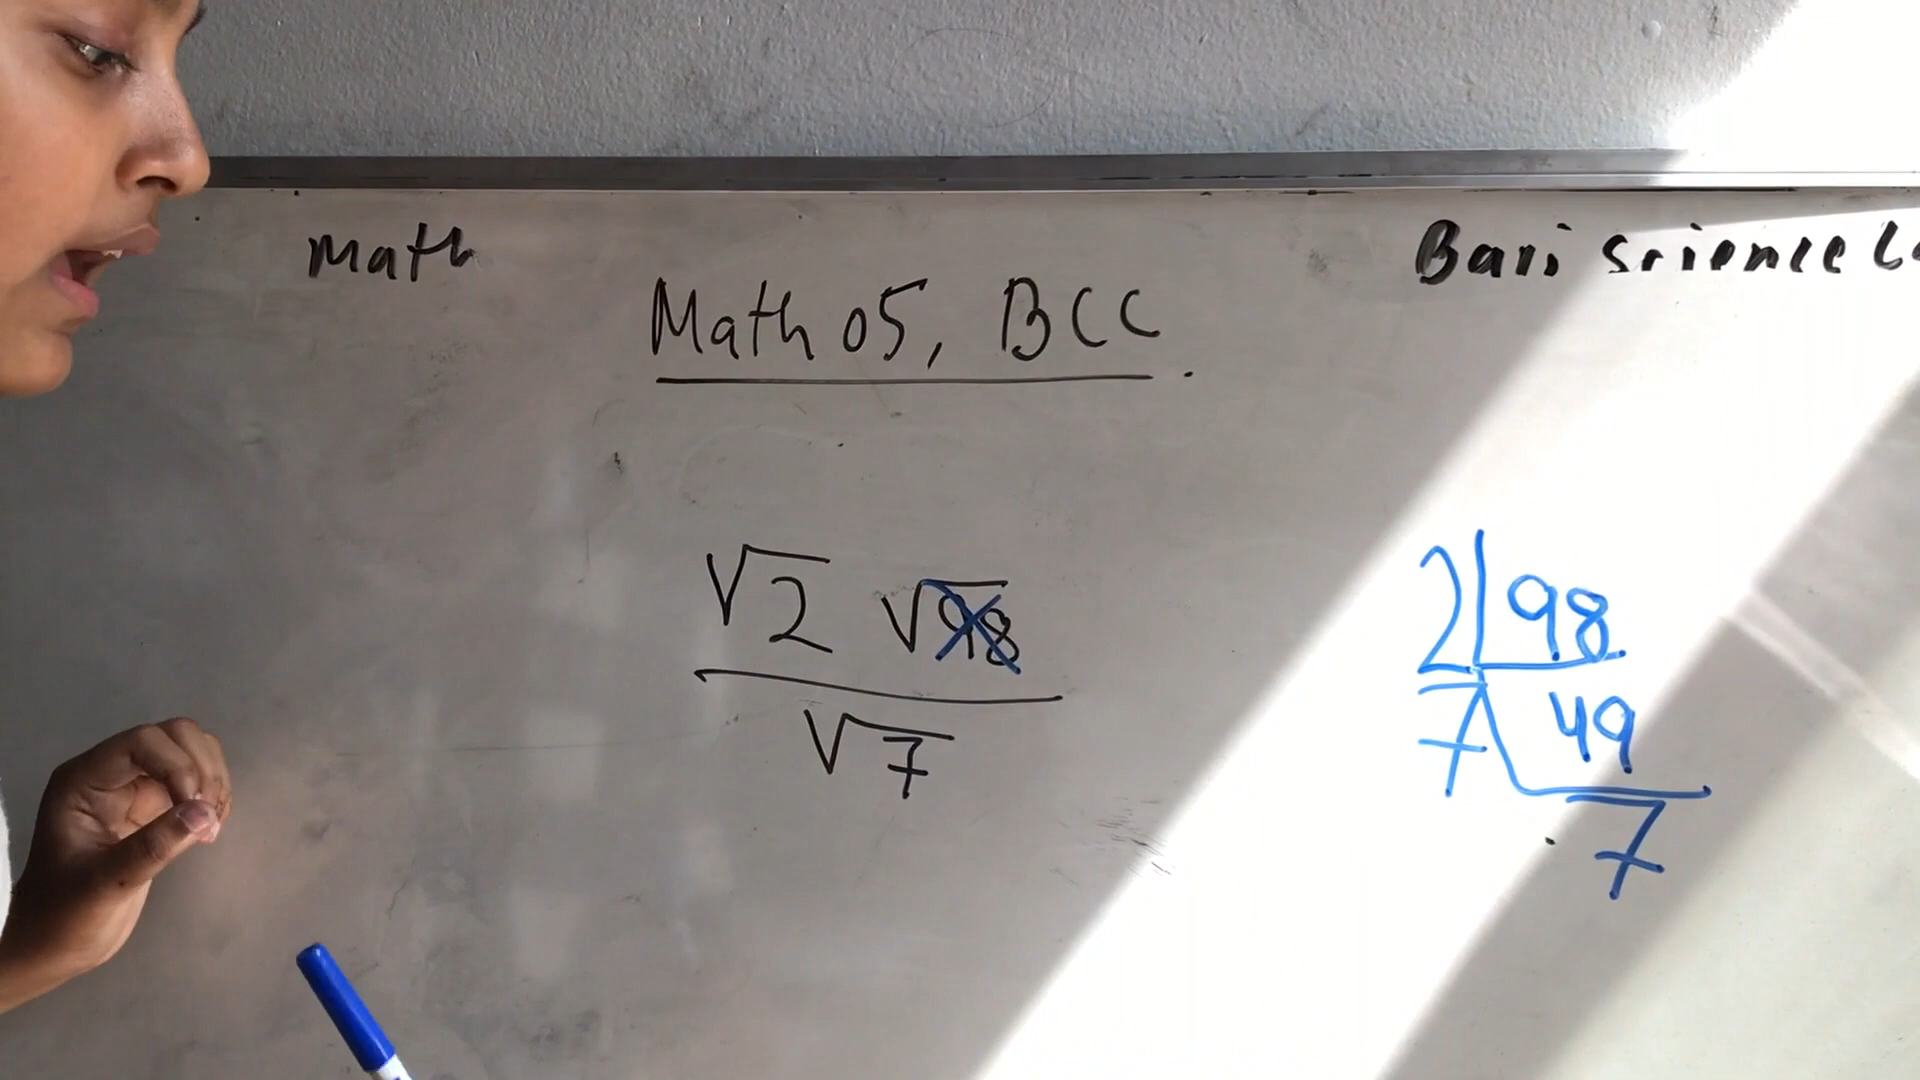 Math
Bari Science
Math 05, BCC
√2 √98
√7
2 98
7 49
7